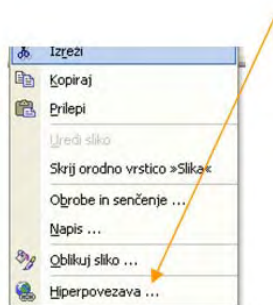 Izreži
Kopiraj
Prilepi
Uredi sliko
Skrij orodno vrstico »Slika«
Obrobe in senčenje ...
Napis ...
Oblikuj sliko ...
Hiperpovezava ...